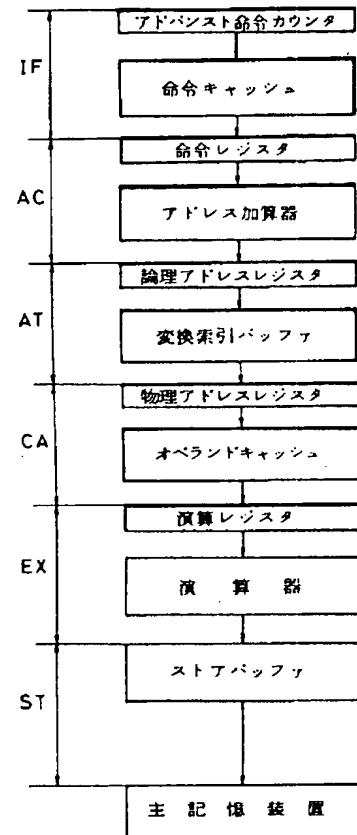 アドバンスト命令カウンタ
IF
命令キャッシュ
命令レジスタ
AC
アドレス加算器
論理アドレスレジスタ
AT
変換索引バッファ
物理アドレスレジスタ
CA
オペランドキャッシュ
演算レジスタ
EX
演算器
ストアバッファ
ST
主記憶装置